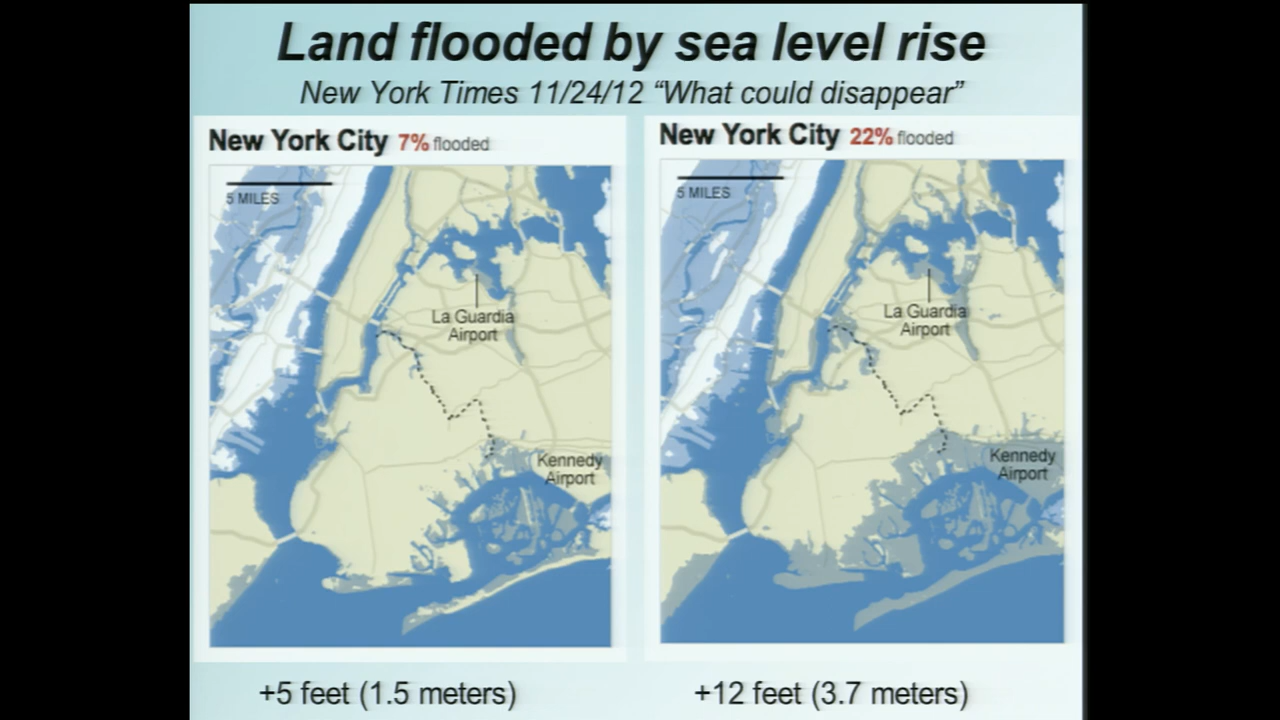 Land flooded by sea level rise
New York Times 11/24/12 “What could disappear”
New York City 7% flooded
5 MILES
La Guardia
Airport
Kennedy
Airport
+5 feet (1.5 meters)
New York City 22% flooded
5 MILES
La Guardia
Airport
Kennedy
Airport
+12 feet (3.7 meters)